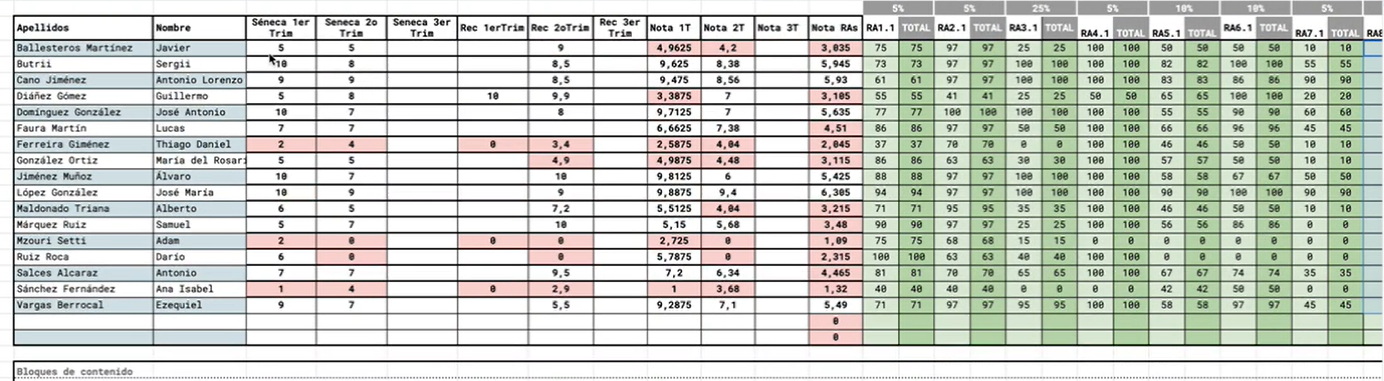 5% 5% 25% 5% 10% 10% 5%
Apellidos Nombre Séneca 1er Trim Seneca 2o Trim Seneca 3er Trim Rec 1erTrim Rec 2oTrim Rec 3er Trim Nota 1T Nota 2T Nota 3T Nota RAs RA1.1 TOTAL RA2.1 TOTAL RA3.1 TOTAL RA4.1 TOTAL RA5.1 TOTAL RA6.1 TOTAL RA7.1 TOTAL RA8
Ballesteros Martínez Javier 5 5 9 4,9625 4,2 3,035 75 75 97 97 25 25 100 100 50 50 50 50 10 10
Butrii Sergii 10 8 8,5 9,625 8,38 5,945 73 73 97 97 100 100 100 100 82 82 100 100 55 55
Cano Jiménez Antonio Lorenzo 9 9 8,5 9,475 8,56 5,93 61 61 97 97 100 100 100 100 83 83 86 86 90 90
Diáñez Gómez Guillermo 5 8 10 9,9 3,3875 7 3,105 55 55 41 41 25 25 50 50 65 65 100 100 20 20
Domínguez González José Antonio 10 7 8 9,7125 7 5,635 77 77 100 100 100 100 100 100 55 55 90 90 60 60
Faura Martín Lucas 7 7 6,6625 7,38 4,51 86 86 97 97 50 50 100 100 66 66 96 96 45 45
Ferreira Giménez Thiago Daniel 2 4 0 3,4 2,5875 4,04 2,045 37 37 70 70 0 0 100 100 46 46 50 50 10 10
González Ortiz María del Rosari 5 5 4,9 4,9875 4,48 3,115 86 86 63 63 30 30 100 100 57 57 50 50 10 10
Jiménez Muñoz Álvaro 10 7 10 9,8125 6 5,425 88 88 97 97 100 100 100 100 58 58 67 67 50 50
López González José María 10 9 9 9,8875 9,4 6,305 94 94 97 97 100 100 100 100 90 90 100 100 90 90
Maldonado Triana Alberto 6 5 7,2 5,5125 4,04 3,215 71 71 95 95 35 35 100 100 46 46 50 50 10 10
Márquez Ruiz Samuel 5 7 10 5,15 5,68 3,48 90 90 97 97 25 25 100 100 56 56 86 86 0 0
Mzouri Setti Adam 2 0 0 0 2,725 0 1,09 75 75 68 68 15 15 0 0 0 0 0 0 0 0
Ruiz Roca Darío 6 0 0 5,7875 0 2,315 100 100 63 63 40 40 100 100 0 0 0 0 0 0
Salces Alcaraz Antonio 7 7 9,5 7,2 6,34 4,465 81 81 70 70 65 65 100 100 67 67 74 74 35 35
Sánchez Fernández Ana Isabel 1 4 0 2,9 1 3,68 1,32 40 40 40 40 0 0 0 0 42 42 50 50 0 0
Vargas Berrocal Ezequiel 9 7 5,5 9,2875 7,1 5,49 71 71 97 97 95 95 100 100 58 58 97 97 45 45
0
0
Bloques de contenido